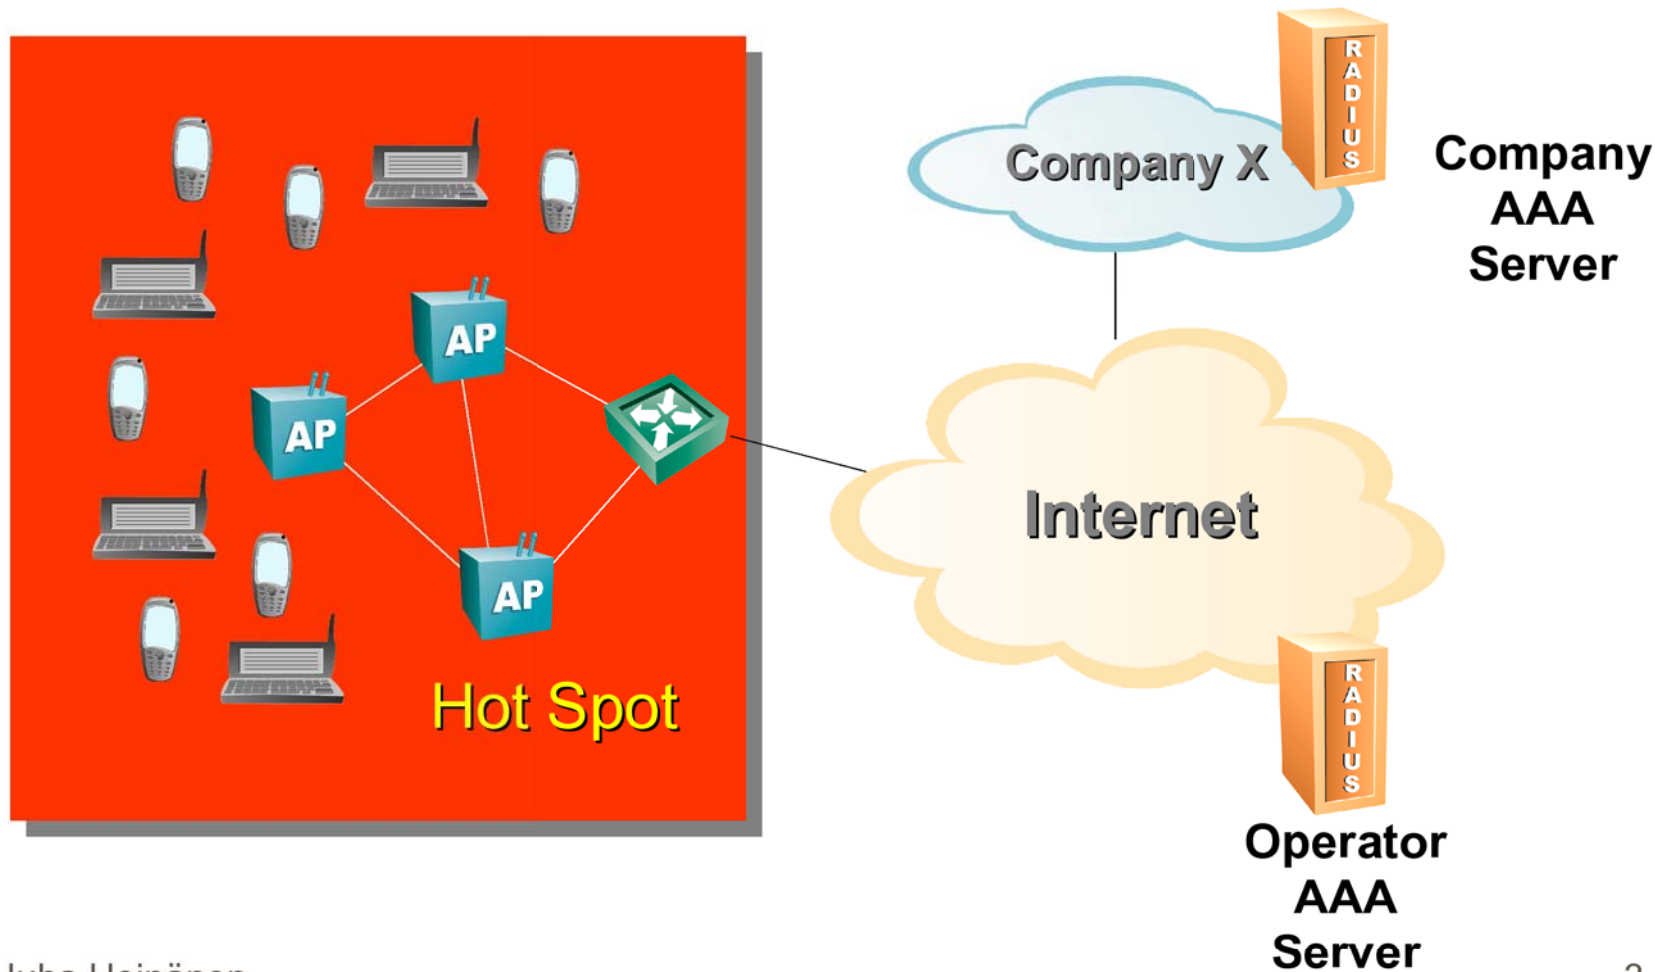 RADIUS
Company X
Company
AAA
Server
AP
AP
AP
Internet
Hot Spot
RADIUS
Operator
AAA
Server